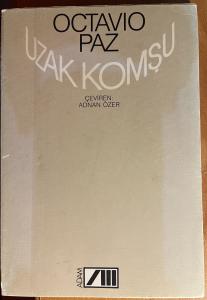 OCTAVIO
PAZ
UZAK KOMŞU
ÇEVİREN:
ADNAN ÖZER
ADAM